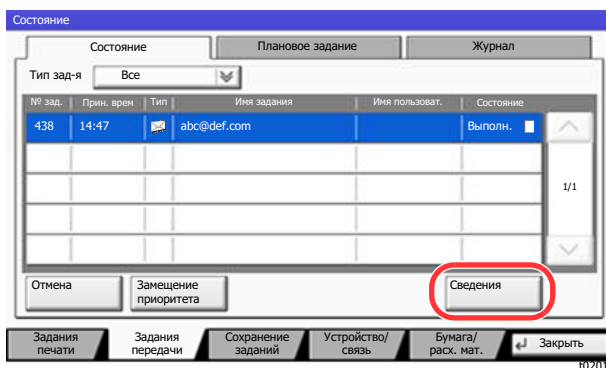 Состояние
Состояние Плановое задание Журнал
Тип зад-я Все
№ зад. Прин. врем Тип Имя задания Имя пользоват. Состояние
438 14:47 abc@def.com Выполн.
1/1
Отмена Замещение приоритета Сведения
Задания печати Задания передачи Сохранение заданий Устройство/ связь Бумага/ расх. мат. Закрыть
f0201